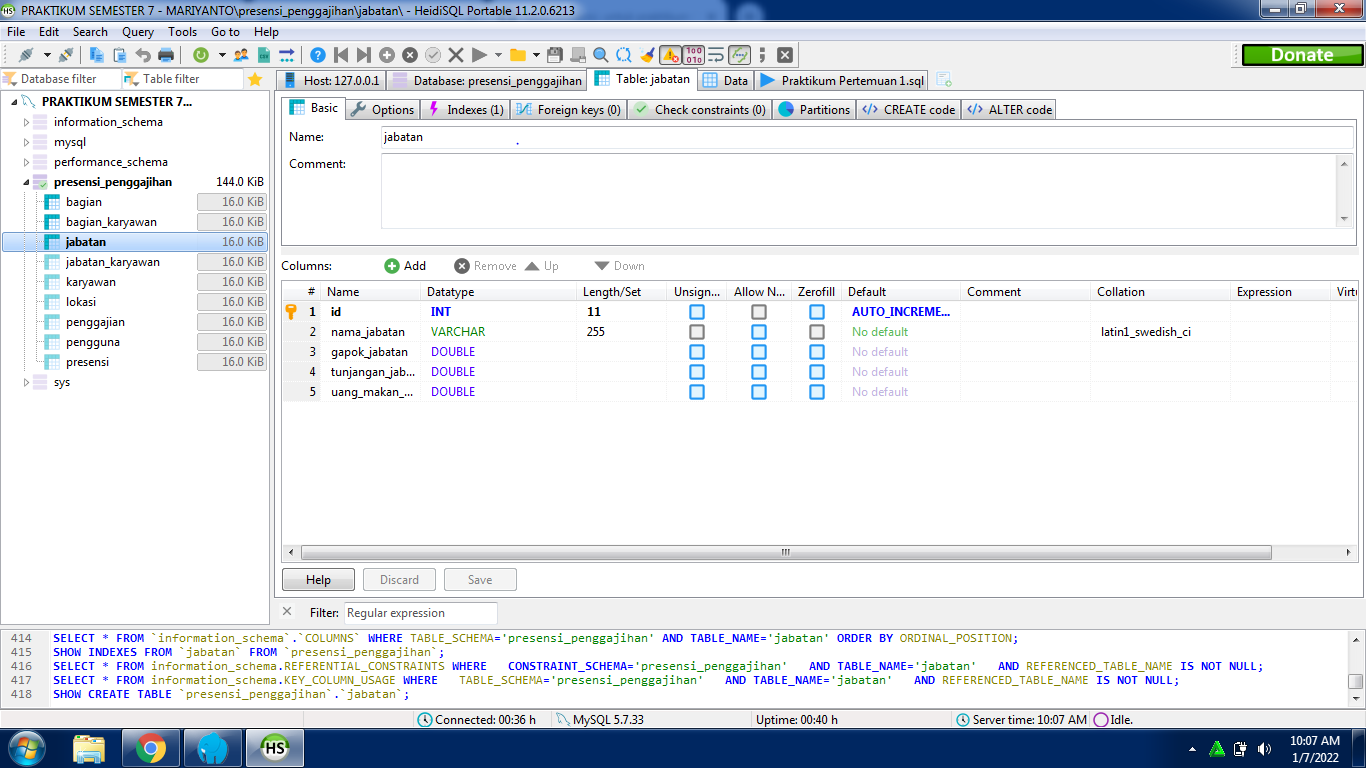 PRAKTIKUM SEMESTER 7 - MARIYANTO\presensi_penggajihan\jabatan\ - HeidiSQL Portable 11.2.0.6213
File Edit Search Query Tools Go to Help
Donate
Database filter Table filter
Host: 127.0.0.1 Database: presensi_penggajihan Table: jabatan Data Praktikum Pertemuan 1.sql
PRAKTIKUM SEMESTER 7...
information_schema
mysql
performance_schema
presensi_penggajihan 144.0 KiB
bagian 16.0 KiB
bagian_karyawan 16.0 KiB
jabatan 16.0 KiB
jabatan_karyawan 16.0 KiB
karyawan 16.0 KiB
lokasi 16.0 KiB
penggajian 16.0 KiB
pengguna 16.0 KiB
presensi 16.0 KiB
sys
Basic Options Indexes (1) Foreign keys (0) Check constraints (0) Partitions CREATE code ALTER code
Name: jabatan
Comment:
Columns: Add Remove Up Down
# Name Datatype Length/Set Unsign... Allow N... Zerofill Default Comment Collation Expression Virtu
1 id INT 11 AUTO_INCREME...
2 nama_jabatan VARCHAR 255 No default latin1_swedish_ci
3 gapok_jabatan DOUBLE No default
4 tunjangan_jab... DOUBLE No default
5 uang_makan_... DOUBLE No default
Help Discard Save
Filter: Regular expression
414 SELECT * FROM `information_schema`.`COLUMNS` WHERE TABLE_SCHEMA='presensi_penggajihan' AND TABLE_NAME='jabatan' ORDER BY ORDINAL_POSITION;
415 SHOW INDEXES FROM `jabatan` FROM `presensi_penggajihan`;
416 SELECT * FROM information_schema.REFERENTIAL_CONSTRAINTS WHERE CONSTRAINT_SCHEMA='presensi_penggajihan' AND TABLE_NAME='jabatan' AND REFERENCED_TABLE_NAME IS NOT NULL;
417 SELECT * FROM information_schema.KEY_COLUMN_USAGE WHERE TABLE_SCHEMA='presensi_penggajihan' AND TABLE_NAME='jabatan' AND REFERENCED_TABLE_NAME IS NOT NULL;
418 SHOW CREATE TABLE `presensi_penggajihan`.`jabatan`;
Connected: 00:36 h MySQL 5.7.33 Uptime: 00:40 h Server time: 10:07 AM Idle.
HS
10:07 AM
1/7/2022